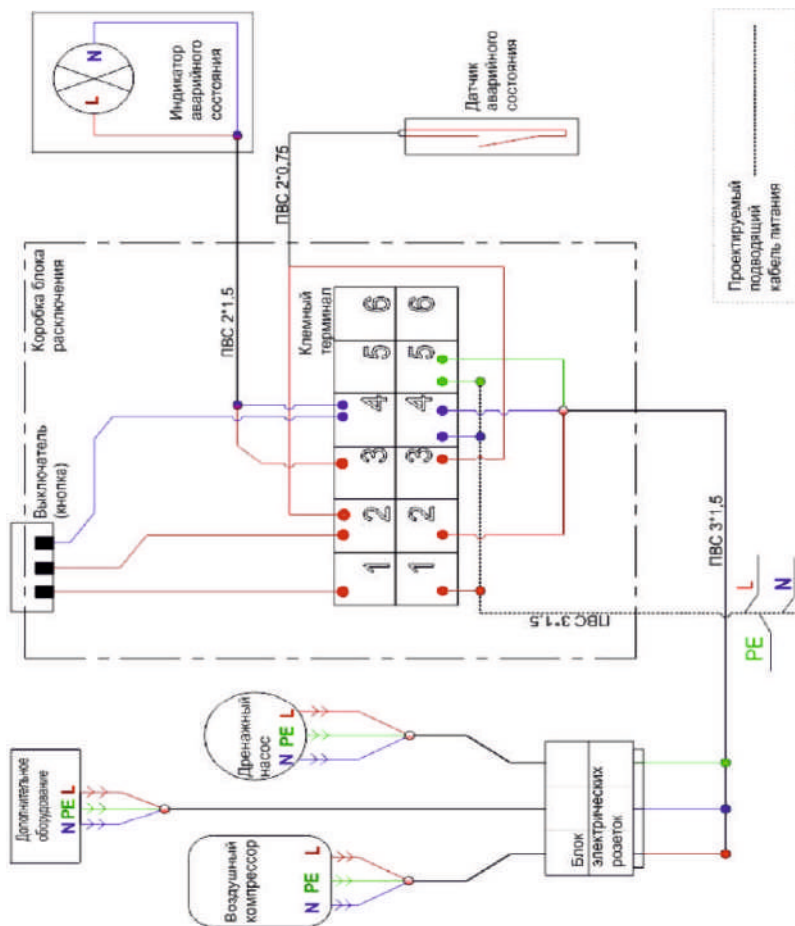 L N
Индикатор
аварийного
состояния
Датчик
аварийного
состояния
Проектируемый
подводящий
кабель питания
ПВС 2*0,75
ПВС 2*1,5
Коробка блока
расключения
Клемный
терминал
Выключатель
(кнопка)
1 2 3 4 5 6
1 2 3 4 5 6
ПВС 3*1,5
ПВС 3*1,5
L
PE
N
Дополнительное
оборудование
N PE L
Дренажный
насос
N PE L
Воздушный
компрессор
N PE L
Блок
электрических
розеток